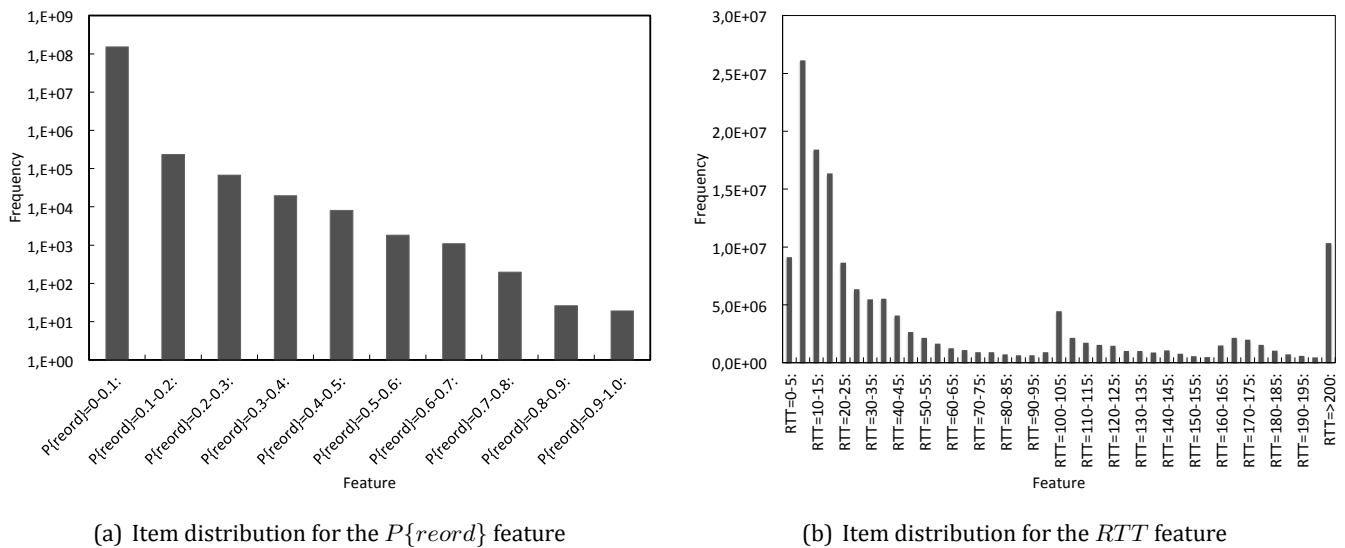 1,E+09
1,E+08
1,E+07
1,E+06
1,E+05
1,E+04
1,E+03
1,E+02
1,E+01
1,E+00
Frequency
P{reord}=0-0.1:
P{reord}=0.1-0.2:
P{reord}=0.2-0.3:
P{reord}=0.3-0.4:
P{reord}=0.4-0.5:
P{reord}=0.5-0.6:
P{reord}=0.6-0.7:
P{reord}=0.7-0.8:
P{reord}=0.8-0.9:
P{reord}=0.9-1.0:
Feature
(a) Item distribution for the P{reord} feature
3,0E+07
2,5E+07
2,0E+07
1,5E+07
1,0E+07
5,0E+06
0,0E+00
Frequency
RTT=0-5:
RTT=10-15:
RTT=20-25:
RTT=30-35:
RTT=40-45:
RTT=50-55:
RTT=60-65:
RTT=70-75:
RTT=80-85:
RTT=90-95:
RTT=100-105:
RTT=110-115:
RTT=120-125:
RTT=130-135:
RTT=140-145:
RTT=150-155:
RTT=160-165:
RTT=170-175:
RTT=180-185:
RTT=190-195:
RTT=>200:
Feature
(b) Item distribution for the RTT feature